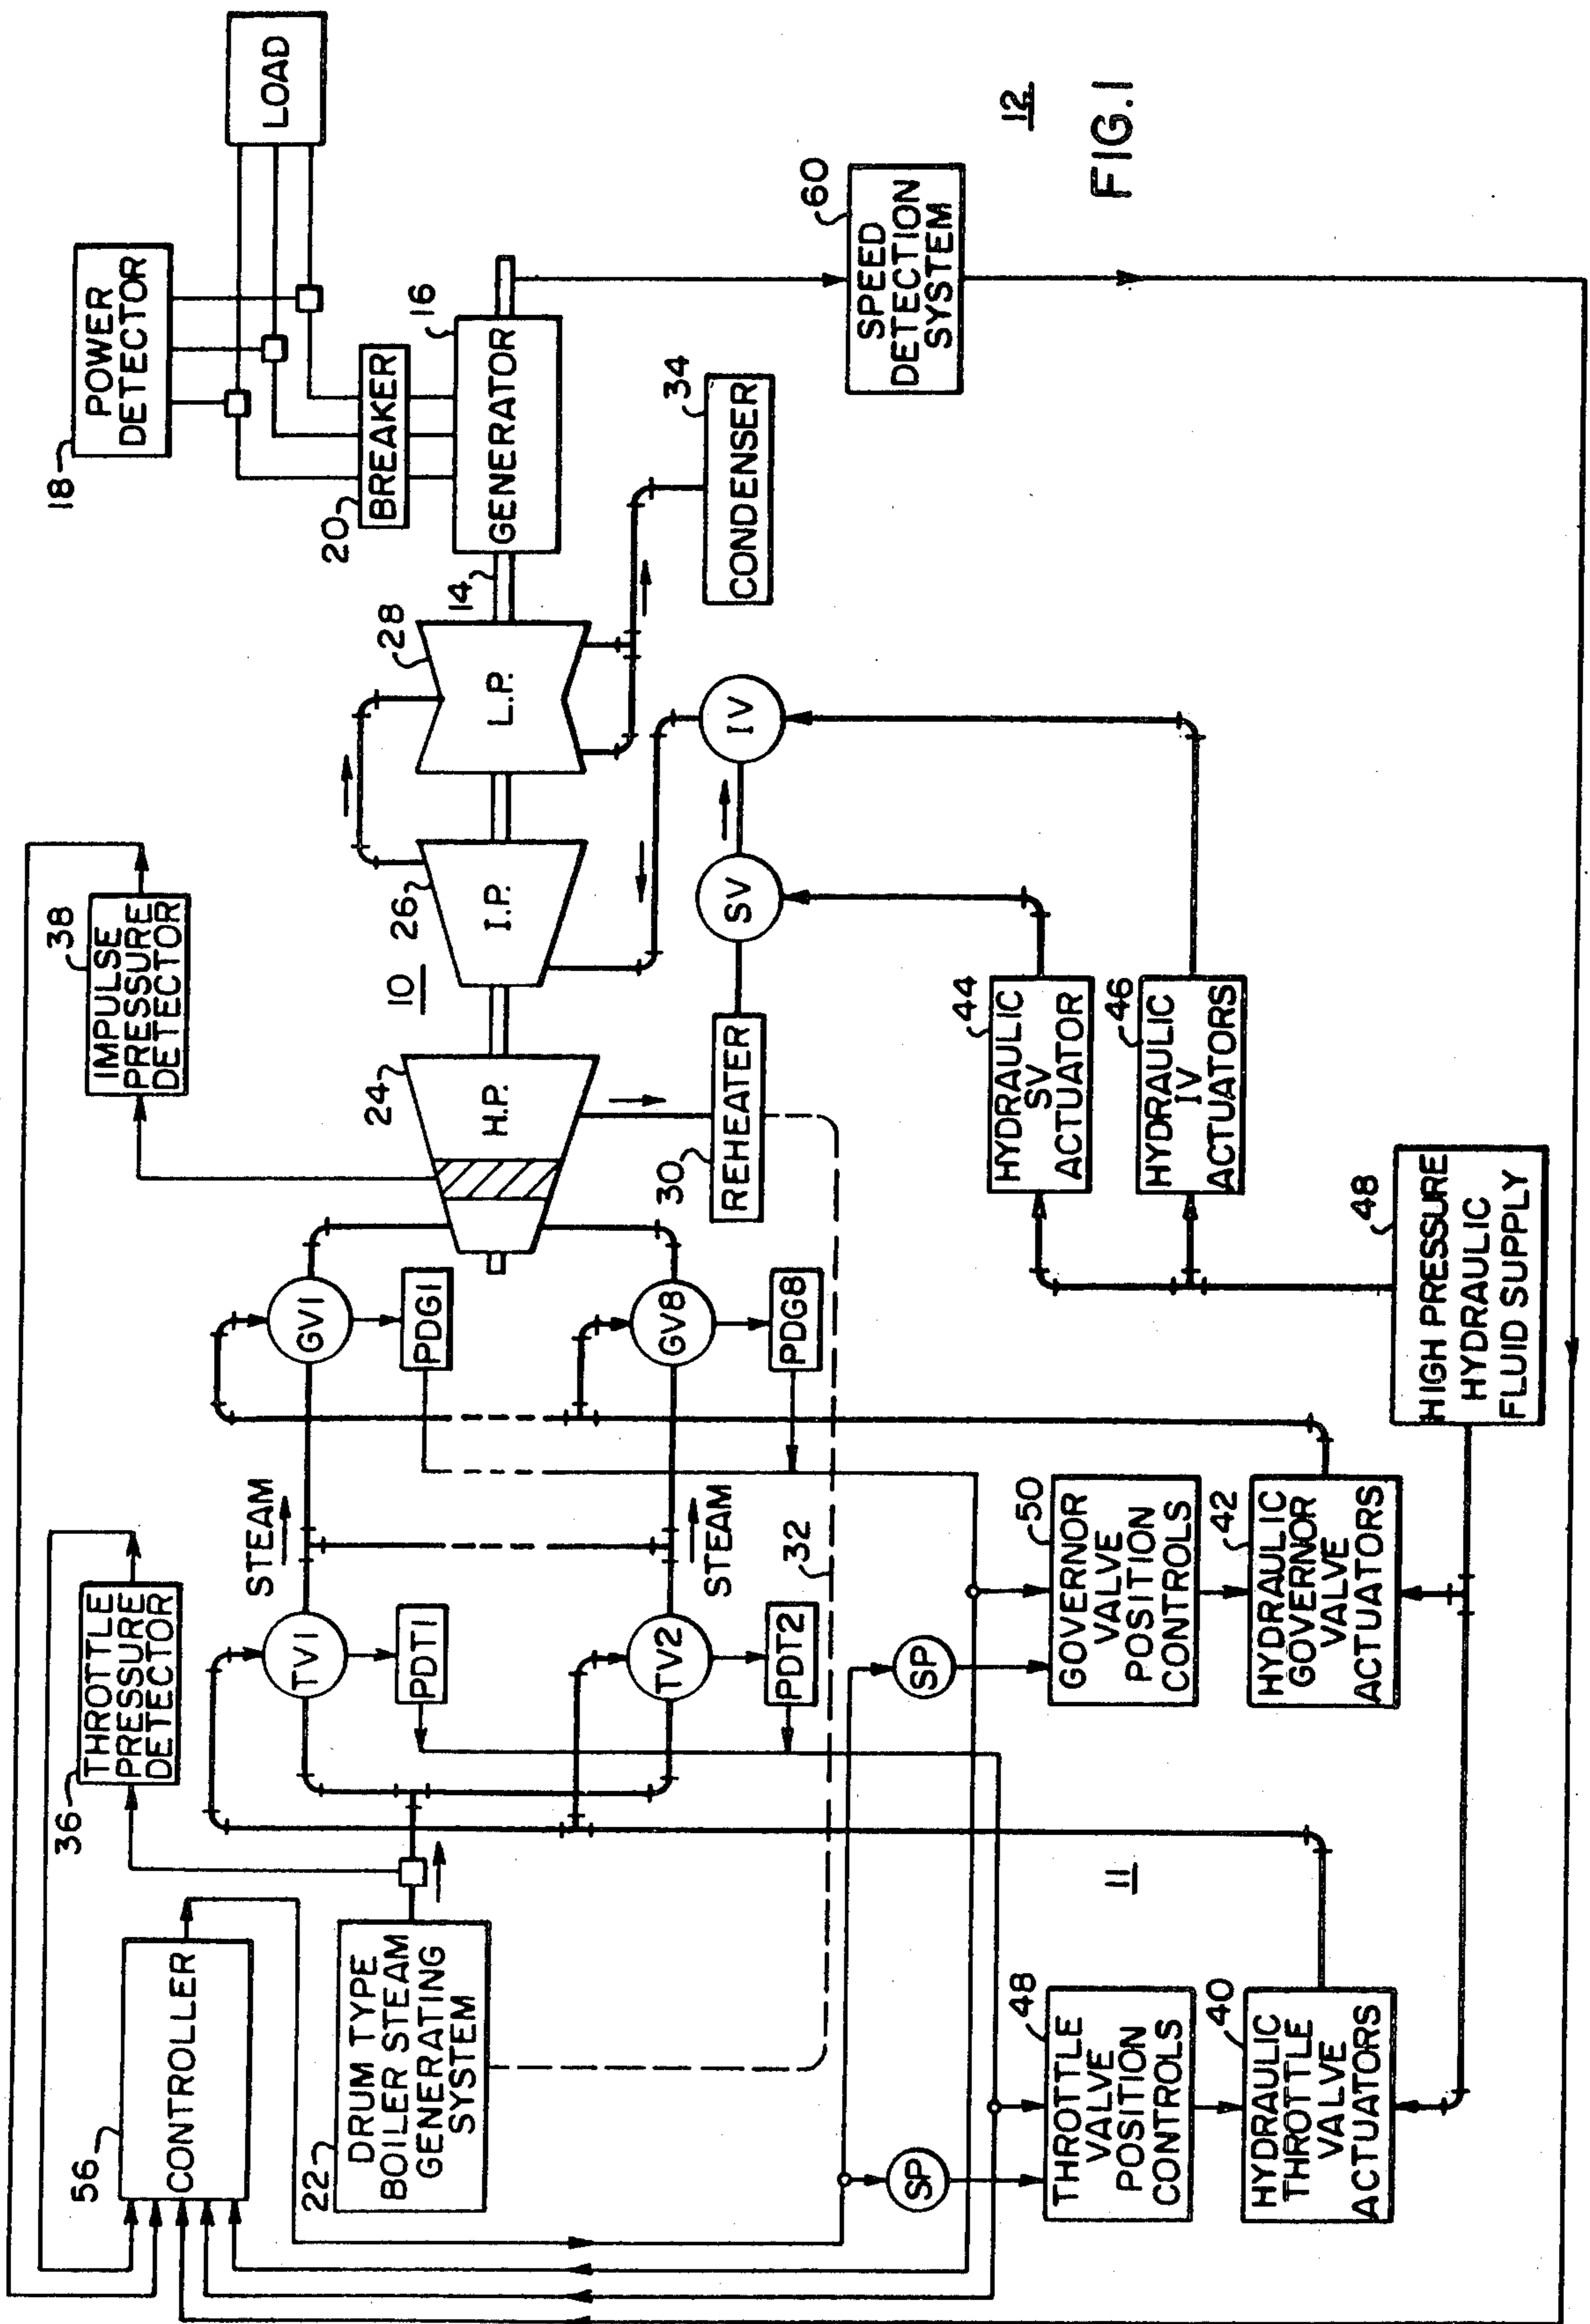 LOAD
POWER
DETECTOR
18
BREAKER
20
GENERATOR
16
14
SPEED
DETECTION
SYSTEM
60
12
FIG.1
CONDENSER
34
L.P.
28
I.P.
26
10
H.P.
24
IMPULSE
PRESSURE
DETECTOR
38
IV
SV
REHEATER
30
HYDRAULIC
SV
ACTUATOR
44
HYDRAULIC
IV
ACTUATORS
46
HIGH PRESSURE
HYDRAULIC
FLUID SUPPLY
48
GV1
PDG1
GV8
PDG8
STEAM
STEAM
32
THROTTLE
PRESSURE
DETECTOR
36
TV1
PDT1
TV2
PDT2
SP
GOVERNOR
VALVE
POSITION
CONTROLS
50
HYDRAULIC
GOVERNOR
VALVE
ACTUATORS
42
CONTROLLER
56
DRUM TYPE
BOILER STEAM
GENERATING
SYSTEM
22
11
SP
THROTTLE
VALVE
POSITION
CONTROLS
48
HYDRAULIC
THROTTLE
VALVE
ACTUATORS
40